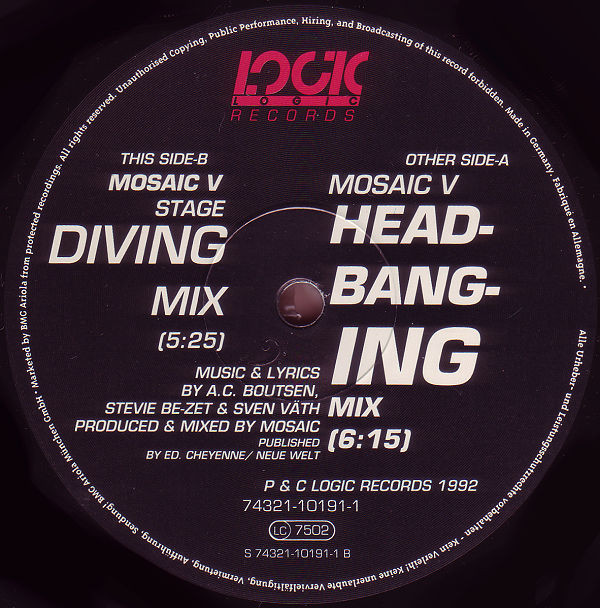 LOGIC
LOGIC
RECORDS
THIS SIDE-B
MOSAIC V
STAGE
DIVING
MIX
(5:25)
OTHER SIDE-A
MOSAIC V
HEAD-
BANG-
ING
MIX
(6:15)
MUSIC & LYRICS
BY A.C. BOUTSEN,
STEVIE BE-ZET & SVEN VÄTH
PRODUCED & MIXED BY MOSAIC
PUBLISHED
BY ED. CHEYENNE/ NEUE WELT
P & C LOGIC RECORDS 1992
74321-10191-1
LC 7502
S 74321-10191-1 B
Marketed by BMG Ariola from protected recordings. All rights reserved. Unauthorised Copying, Public Performance, Hiring, and Broadcasting of this record forbidden. Made in Germany. Fabriqué en Allemagne. •
Alle Urheber- und Leistungsschutzrechte vorbehalten· Kein Verleih! Keine unerlaubte Vervielfältigung, Vermietung, Aufführung, Sendung! BMG Ariola München GmbH·